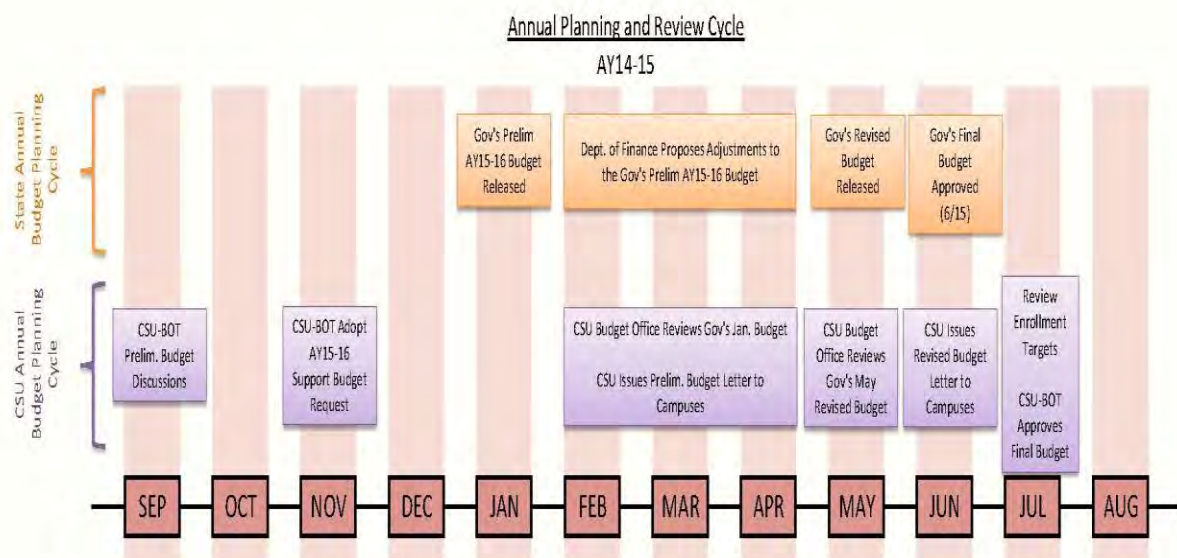 Annual Planning and Review Cycle
AY14-15
State Annual
Budget Planning
Cycle
Gov's Prelim
AY15-16 Budget
Released
Dept. of Finance Proposes Adjustments to
the Gov's Prelim AY15-16 Budget
Gov's Revised
Budget
Released
Gov's Final
Budget
Approved
(6/15)
CSU Annual
Budget Planning
Cycle
CSU-BOT
Prelim. Budget
Discussions
CSU-BOT Adopt
AY15-16
Support Budget
Request
CSU Budget Office Reviews Gov's Jan. Budget
CSU Issues Prelim. Budget Letter to
Campuses
CSU Budget
Office Reviews
Gov's May
Revised Budget
CSU Issues
Revised Budget
Letter to
Campuses
Review
Enrollment
Targets
CSU-BOT
Approves
Final Budget
SEP
OCT
NOV
DEC
JAN
FEB
MAR
APR
MAY
JUN
JUL
AUG